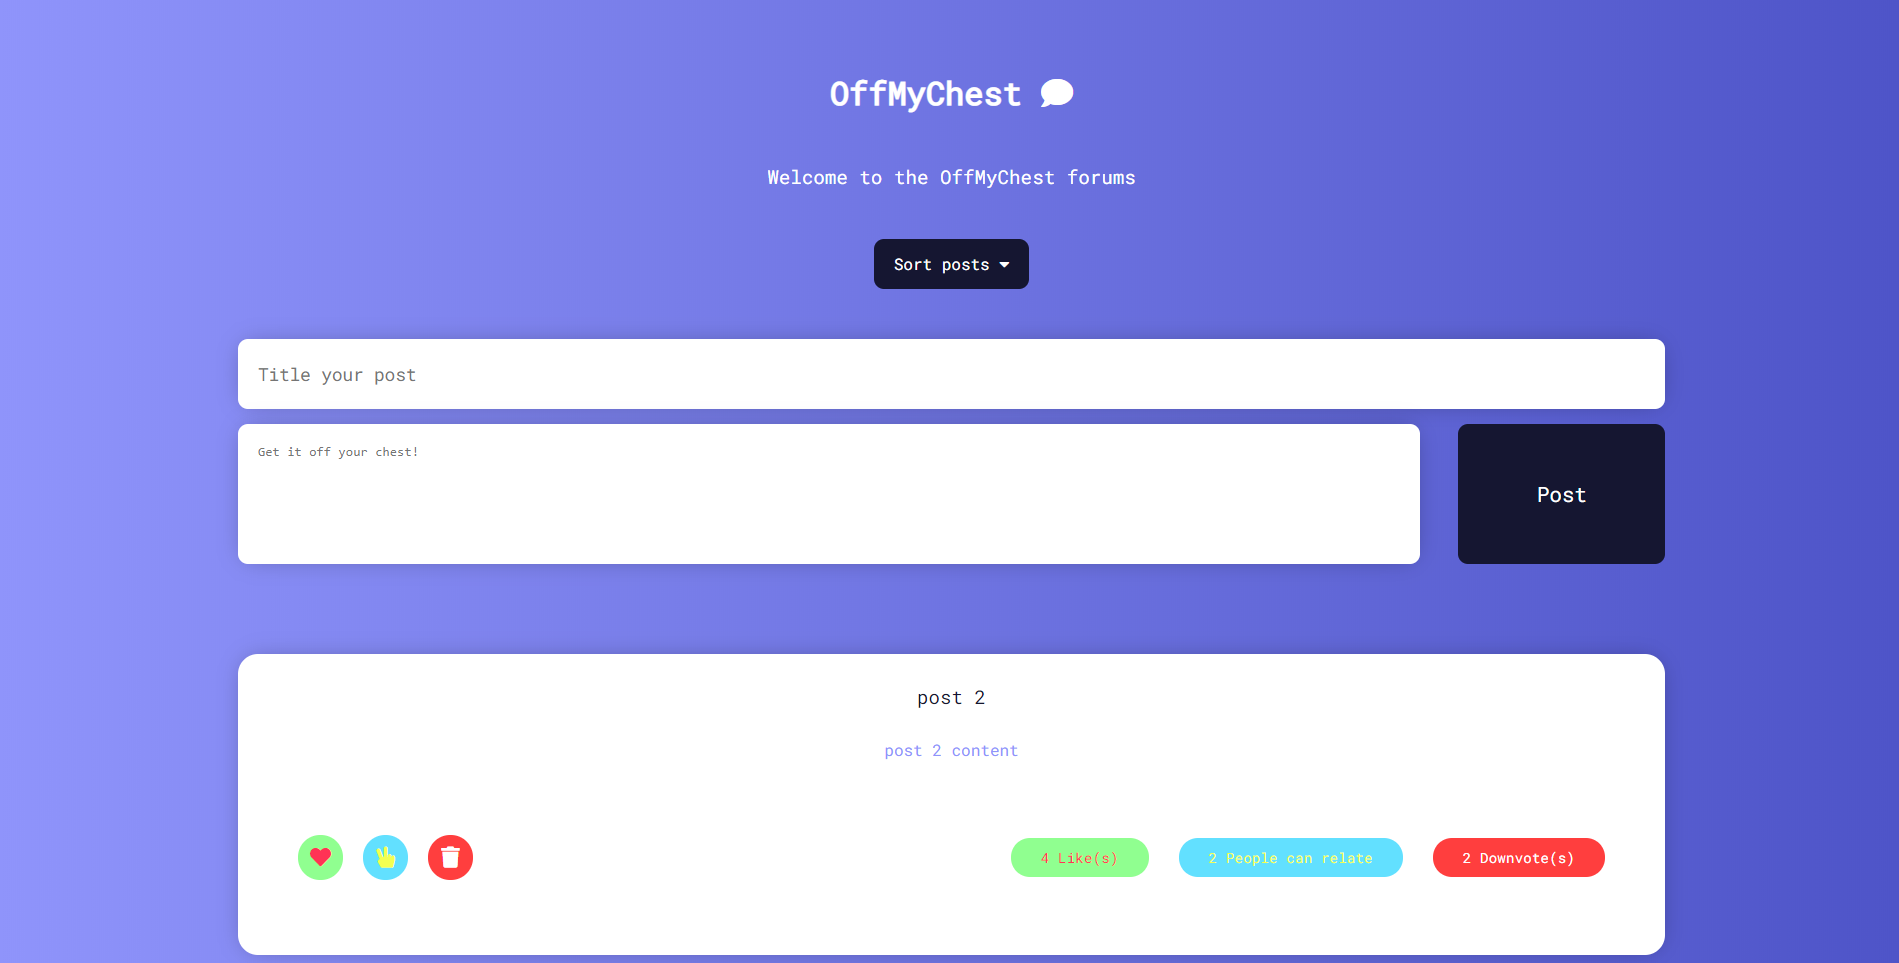 OffMyChest
Welcome to the OffMyChest forums
Sort posts
Title your post
Get it off your chest!
Post
post 2
post 2 content
4 Like(s)
2 People can relate
2 Downvote(s)